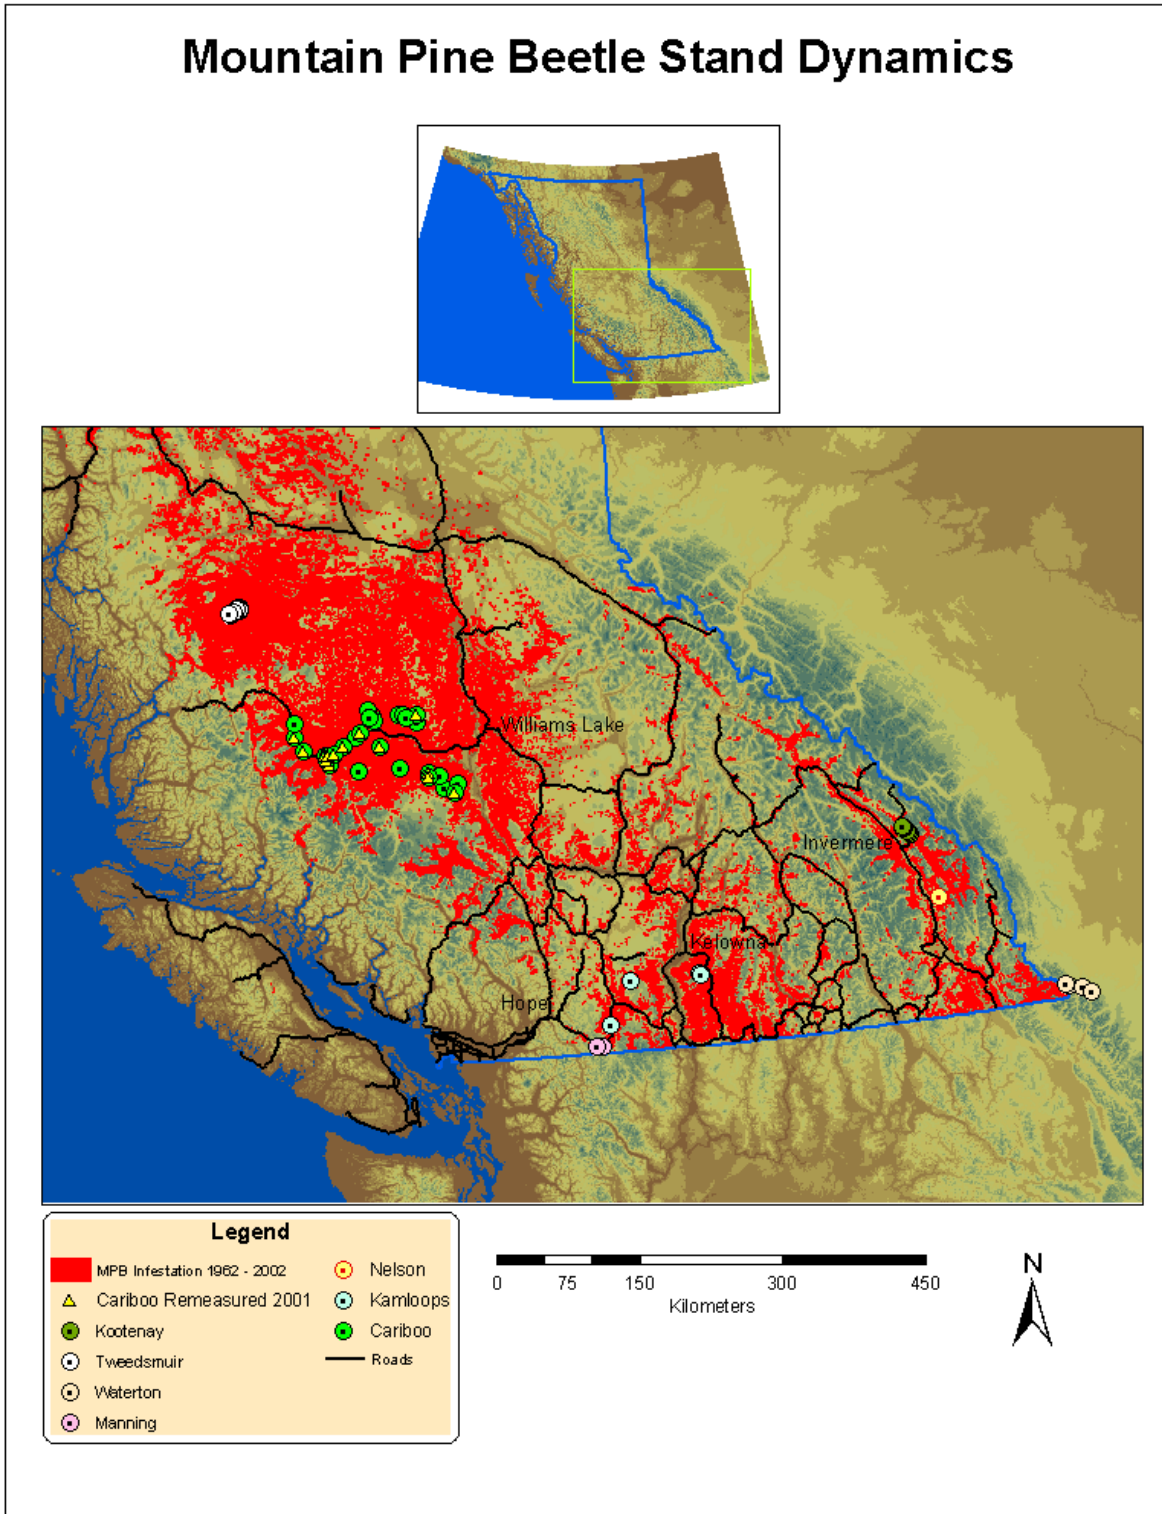 Mountain Pine Beetle Stand Dynamics
Williams Lake
Invermere
Kelowna
Hope
Legend
MPB Infestation 1962 - 2002
Cariboo Remeasured 2001
Kootenay
Tweedsmuir
Waterton
Manning
Nelson
Kamloops
Cariboo
Roads
0 75 150 300 450
Kilometers
N